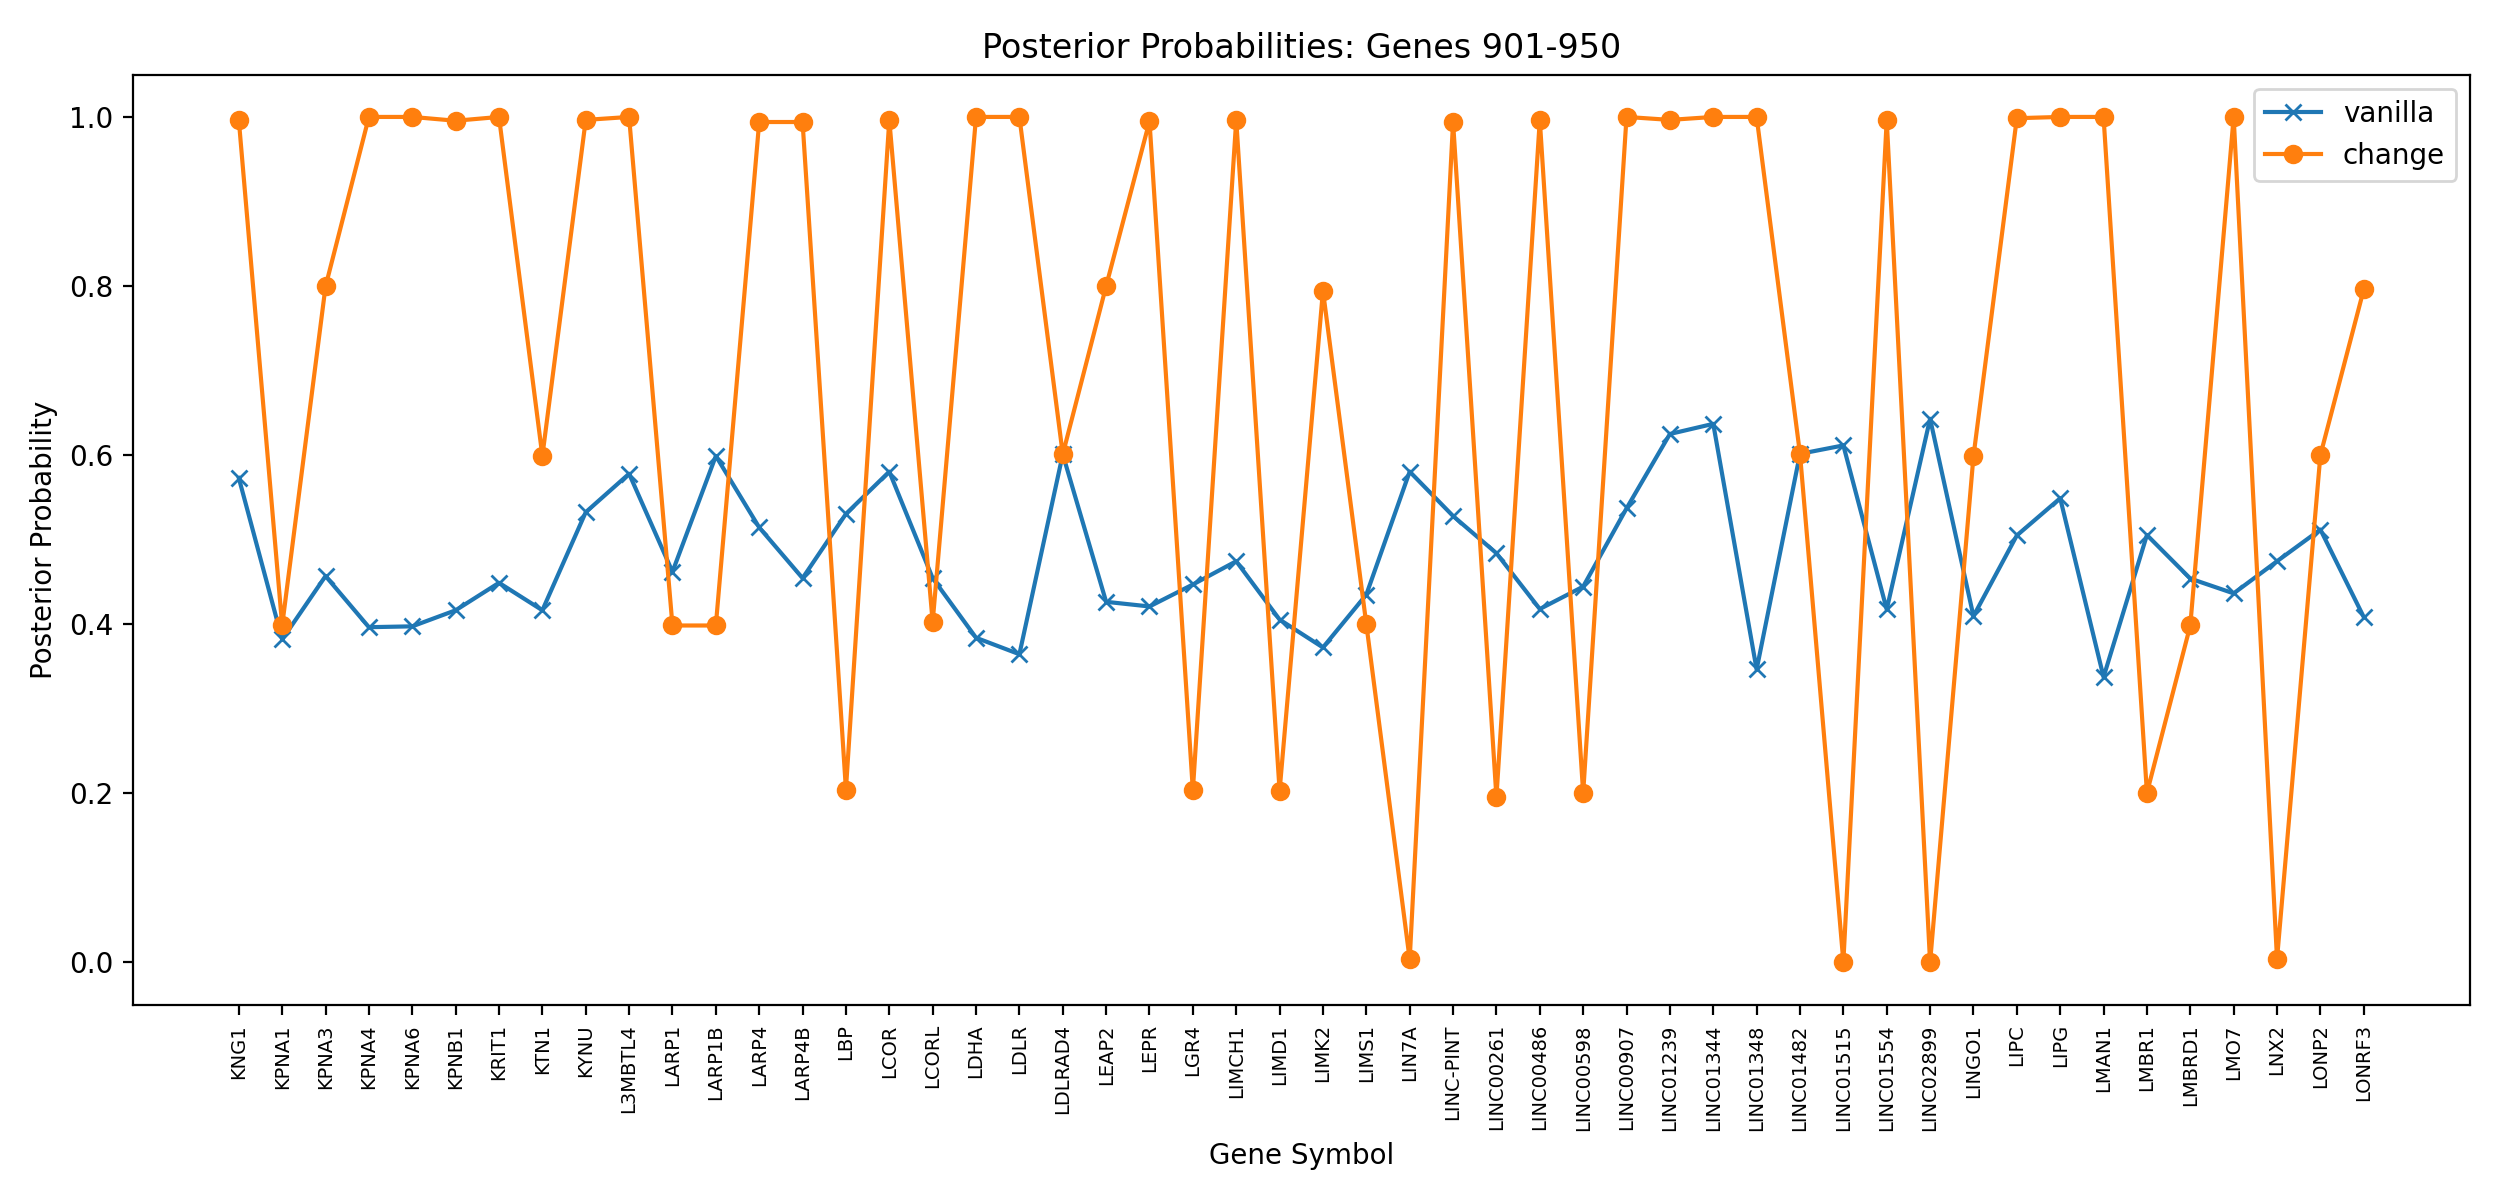 Posterior Probabilities: Genes 901-950
vanilla
change
Posterior Probability
1.0
0.8
0.6
0.4
0.2
0.0
KNG1
KPNA1
KPNA3
KPNA4
KPNA6
KPNB1
KRIT1
KTN1
KYNU
L3MBTL4
LARP1
LARP1B
LARP4
LARP4B
LBP
LCOR
LCORL
LDHA
LDLR
LDLRAD4
LEAP2
LEPR
LGR4
LIMCH1
LIMD1
LIMK2
LIMS1
LIN7A
LINC-PINT
LINC00261
LINC00486
LINC00598
LINC00907
LINC01239
LINC01344
LINC01348
LINC01482
LINC01515
LINC01554
LINC02899
LINGO1
LIPC
LIPG
LMAN1
LMBR1
LMBRD1
LMO7
LNX2
LONP2
LONRF3
Gene Symbol